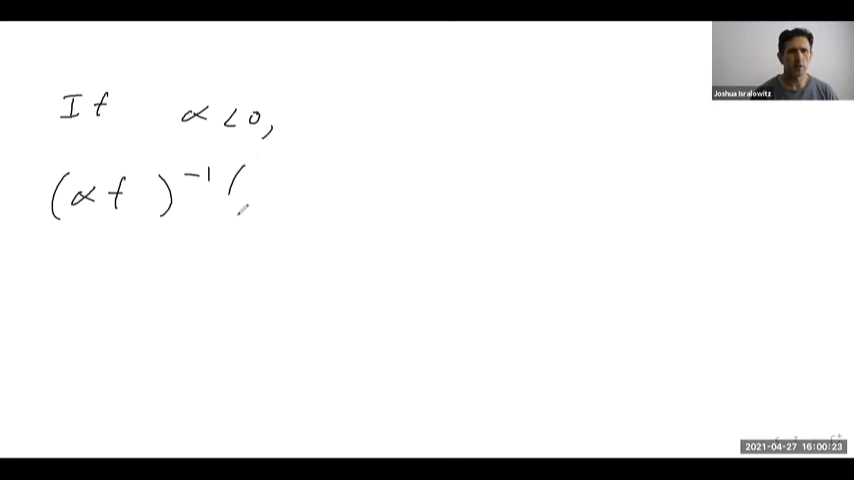 Joshua Isralowitz
If α < 0,
(αf)⁻¹(
2021-04-27 16:00:23